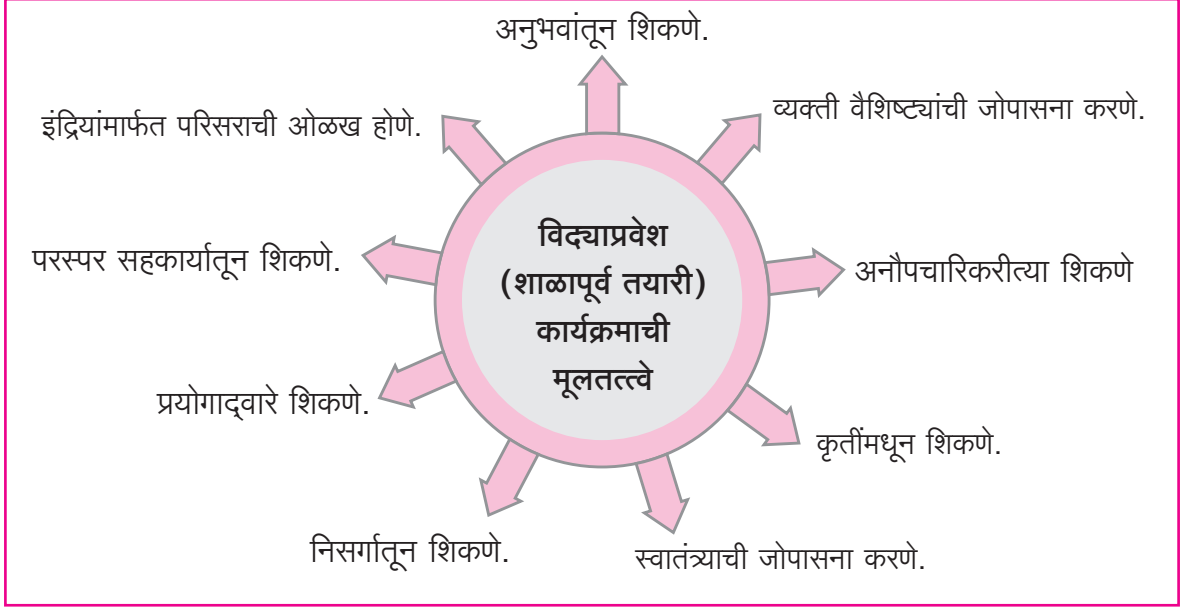 अनुभवांतून शिकणे.
व्यक्ती वैशिष्ट्यांची जोपासना करणे.
इंद्रियांमार्फत परिसराची ओळख होणे.
विद्याप्रवेश
(शाळापूर्व तयारी)
कार्यक्रमाची
मूलतत्त्वे
परस्पर सहकार्यातून शिकणे.
अनौपचारिकरीत्या शिकणे
प्रयोगाद्‌वारे शिकणे.
कृतींमधून शिकणे.
निसर्गातून शिकणे.
स्वातंत्र्याची जोपासना करणे.